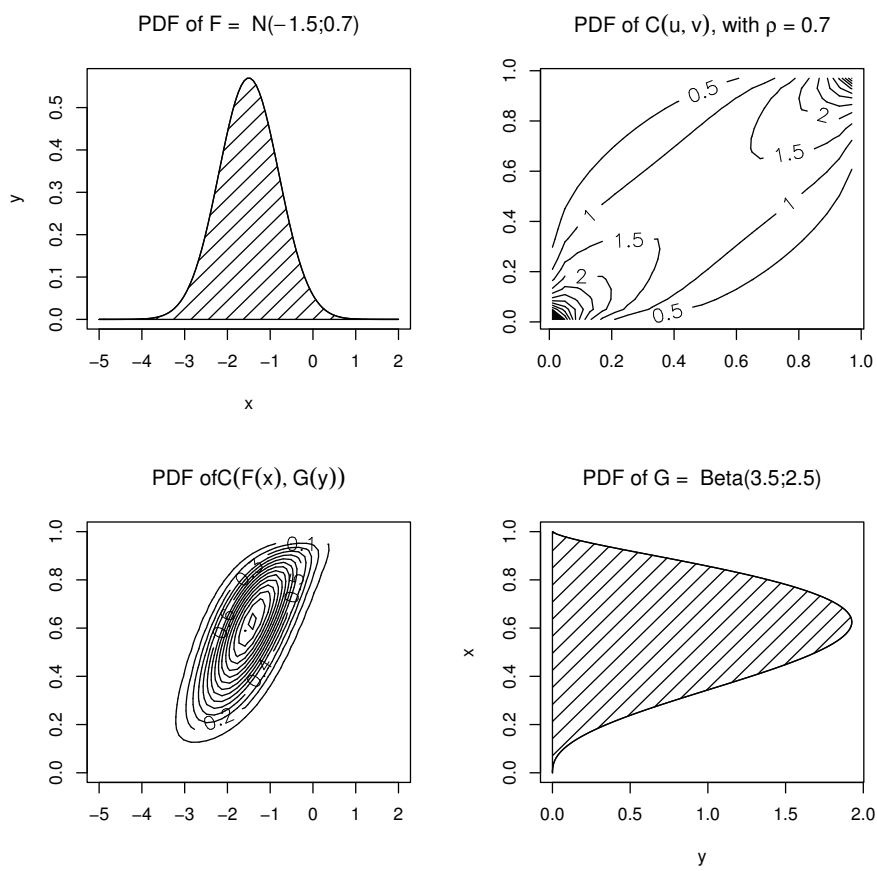 PDF of F = N(−1.5;0.7)
y
0.0 0.1 0.2 0.3 0.4 0.5
−5 −4 −3 −2 −1 0 1 2
x
PDF of C(u, v), with ρ = 0.7
0.0 0.2 0.4 0.6 0.8 1.0
0.5
2
1.5
1
1
1.5
2
0.5
0.0 0.2 0.4 0.6 0.8 1.0
PDF ofC(F(x), G(y))
0.0 0.2 0.4 0.6 0.8 1.0
0.1
0.2
−5 −4 −3 −2 −1 0 1 2
PDF of G = Beta(3.5;2.5)
x
0.0 0.2 0.4 0.6 0.8 1.0
0.0 0.5 1.0 1.5 2.0
y